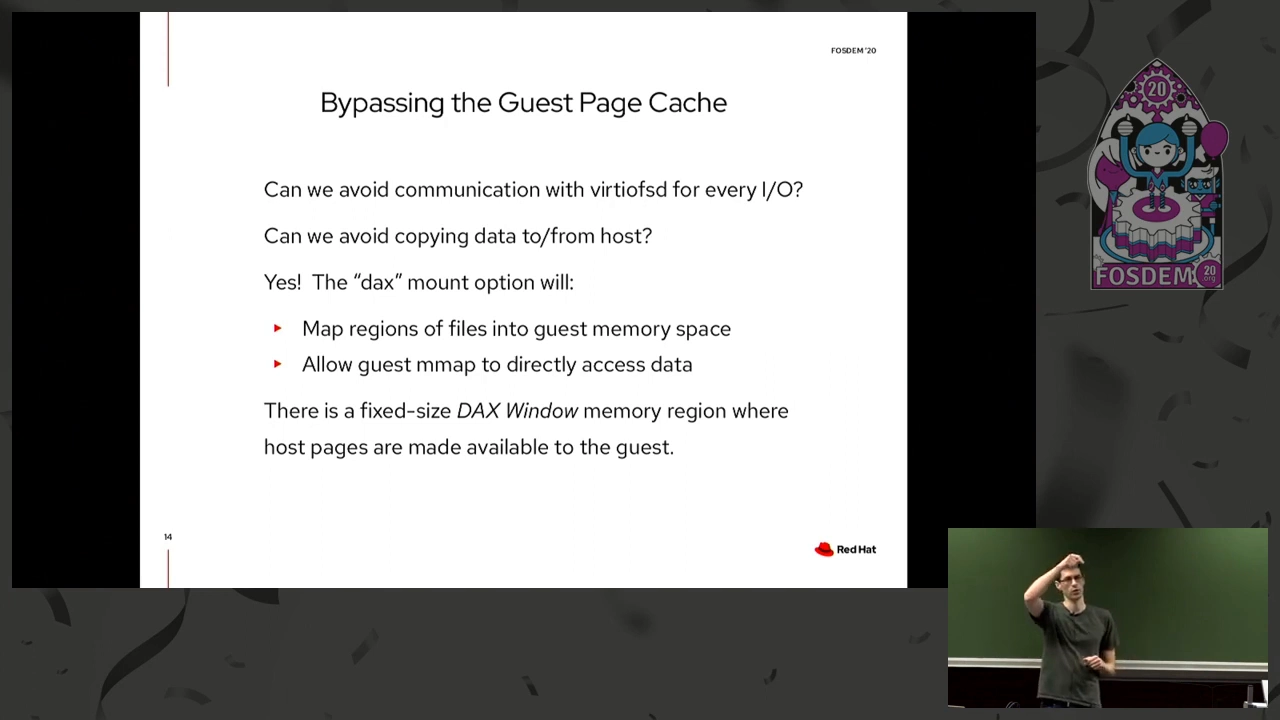 FOSDEM '20
Bypassing the Guest Page Cache
Can we avoid communication with virtiofsd for every I/O?
Can we avoid copying data to/from host?
Yes! The “dax” mount option will:
Map regions of files into guest memory space
Allow guest mmap to directly access data
There is a fixed-size DAX Window memory region where
host pages are made available to the guest.
14
Red Hat
20
FOSDEM
20
.org